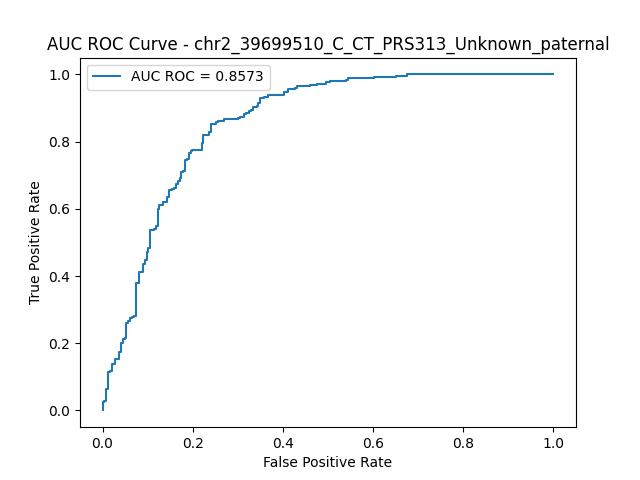 AUC ROC Curve - chr2_39699510_C_CT_PRS313_Unknown_paternal
AUC ROC = 0.8573
1.0
0.8
0.6
0.4
0.2
0.0
True Positive Rate
0.0 0.2 0.4 0.6 0.8 1.0
False Positive Rate